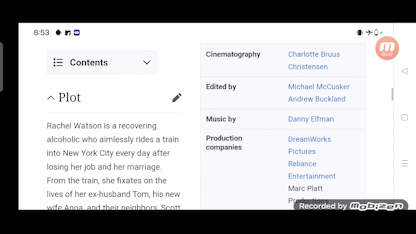 8:53
Contents
Plot
Rachel Watson is a recovering
alcoholic who aimlessly rides a train
into New York City every day after
losing her job and her marriage.
From the train, she fixates on the
lives of her ex-husband Tom, his new
wife Anna, and their neighbors, Scott
Cinematography
Charlotte Bruus
Christensen
Edited by
Michael McCusker
Andrew Buckland
Music by
Danny Elfman
Production
companies
DreamWorks
Pictures
Reliance
Entertainment
Marc Platt
Productions
Recorded by Mobizen